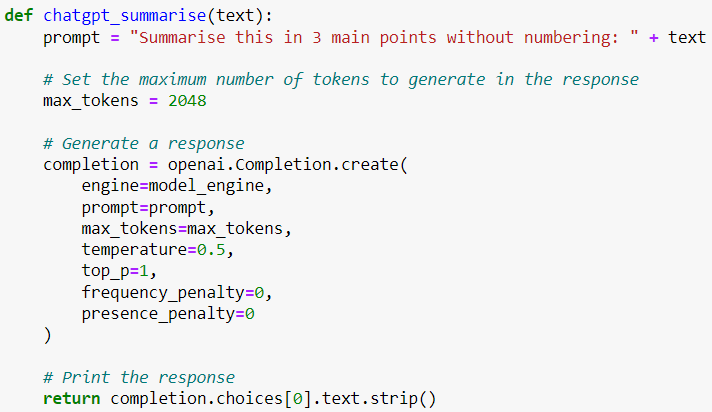 def chatgpt_summarise(text):
    prompt = "Summarise this in 3 main points without numbering: " + text

    # Set the maximum number of tokens to generate in the response
    max_tokens = 2048

    # Generate a response
    completion = openai.Completion.create(
        engine=model_engine,
        prompt=prompt,
        max_tokens=max_tokens,
        temperature=0.5,
        top_p=1,
        frequency_penalty=0,
        presence_penalty=0
    )

    # Print the response
    return completion.choices[0].text.strip()